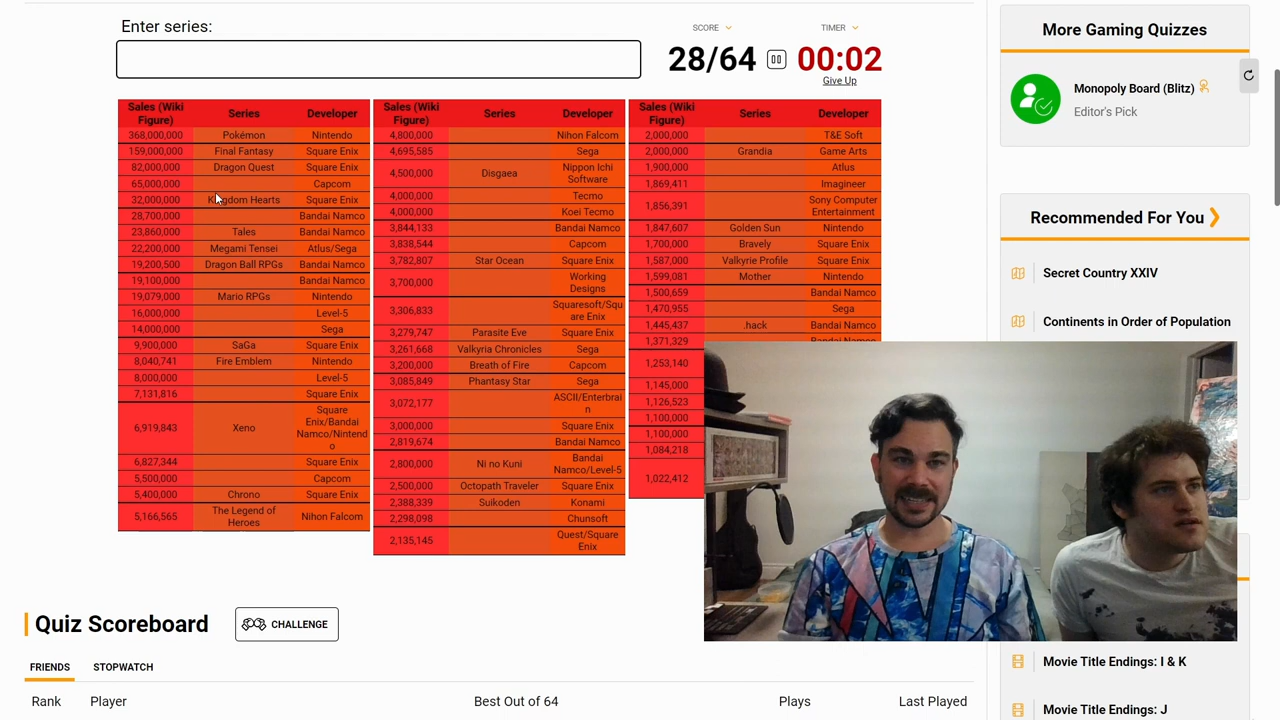 Enter series:
SCORE
28/64
TIMER
00:02
Give Up
Sales (Wiki Figure) Series Developer
368,000,000 Pokémon Nintendo
159,000,000 Final Fantasy Square Enix
82,000,000 Dragon Quest Square Enix
65,000,000 Capcom
32,000,000 Kingdom Hearts Square Enix
28,700,000 Bandai Namco
23,860,000 Tales Bandai Namco
22,200,000 Megami Tensei Atlus/Sega
19,200,500 Dragon Ball RPGs Bandai Namco
19,100,000 Bandai Namco
19,079,000 Mario RPGs Nintendo
16,000,000 Level-5
14,000,000 Sega
9,900,000 SaGa Square Enix
8,040,741 Fire Emblem Nintendo
8,000,000 Level-5
7,131,816 Square Enix
6,919,843 Xeno Square
Enix/Bandai
Namco/Nintend
o
6,827,344 Square Enix
5,500,000 Capcom
5,400,000 Chrono Square Enix
5,166,565 The Legend of
Heroes Nihon Falcom
Sales (Wiki Figure) Series Developer
4,800,000 Nihon Falcom
4,695,585 Sega
4,500,000 Disgaea Nippon Ichi
Software
4,000,000 Tecmo
4,000,000 Koei Tecmo
3,844,133 Bandai Namco
3,838,544 Capcom
3,782,807 Star Ocean Square Enix
3,700,000 Working
Designs
3,306,833 Squaresoft/Squ
are Enix
3,279,747 Parasite Eve Square Enix
3,261,668 Valkyria Chronicles Sega
3,200,000 Breath of Fire Capcom
3,085,849 Phantasy Star Sega
3,072,177 ASCII/Enterbrai
n
3,000,000 Square Enix
2,819,674 Bandai Namco
2,800,000 Ni no Kuni Bandai
Namco/Level-5
2,500,000 Octopath Traveler Square Enix
2,388,339 Suikoden Konami
2,298,098 Chunsoft
2,135,145 Quest/Square
Enix
Sales (Wiki Figure) Series Developer
2,000,000 T&E Soft
2,000,000 Grandia Game Arts
1,900,000 Atlus
1,869,411 Imagineer
1,856,391 Sony Computer
Entertainment
1,847,607 Golden Sun Nintendo
1,700,000 Bravely Square Enix
1,587,000 Valkyrie Profile Square Enix
1,599,081 Mother Nintendo
1,500,659 Bandai Namco
1,470,955 Sega
1,445,437 .hack Bandai Namco
1,371,329 Bandai Namco
1,253,140
1,145,000
1,126,523
1,100,000
1,100,000
1,084,218
1,022,412
Quiz Scoreboard
CHALLENGE
FRIENDS STOPWATCH
Rank Player Best Out of 64 Plays Last Played
More Gaming Quizzes
Monopoly Board (Blitz)
Editor's Pick
Recommended For You
Secret Country XXIV
Continents in Order of Population
Movie Title Endings: I & K
Movie Title Endings: J